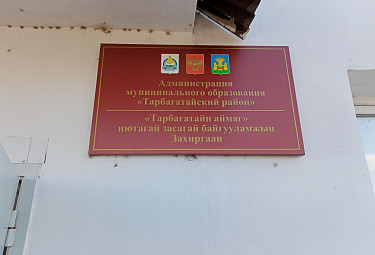 Администрация
муниципального образования
«Тарбагатайский район»
«Тарбагатайн аймаг»
нютагай засагай байгууламжын
Захиргаан